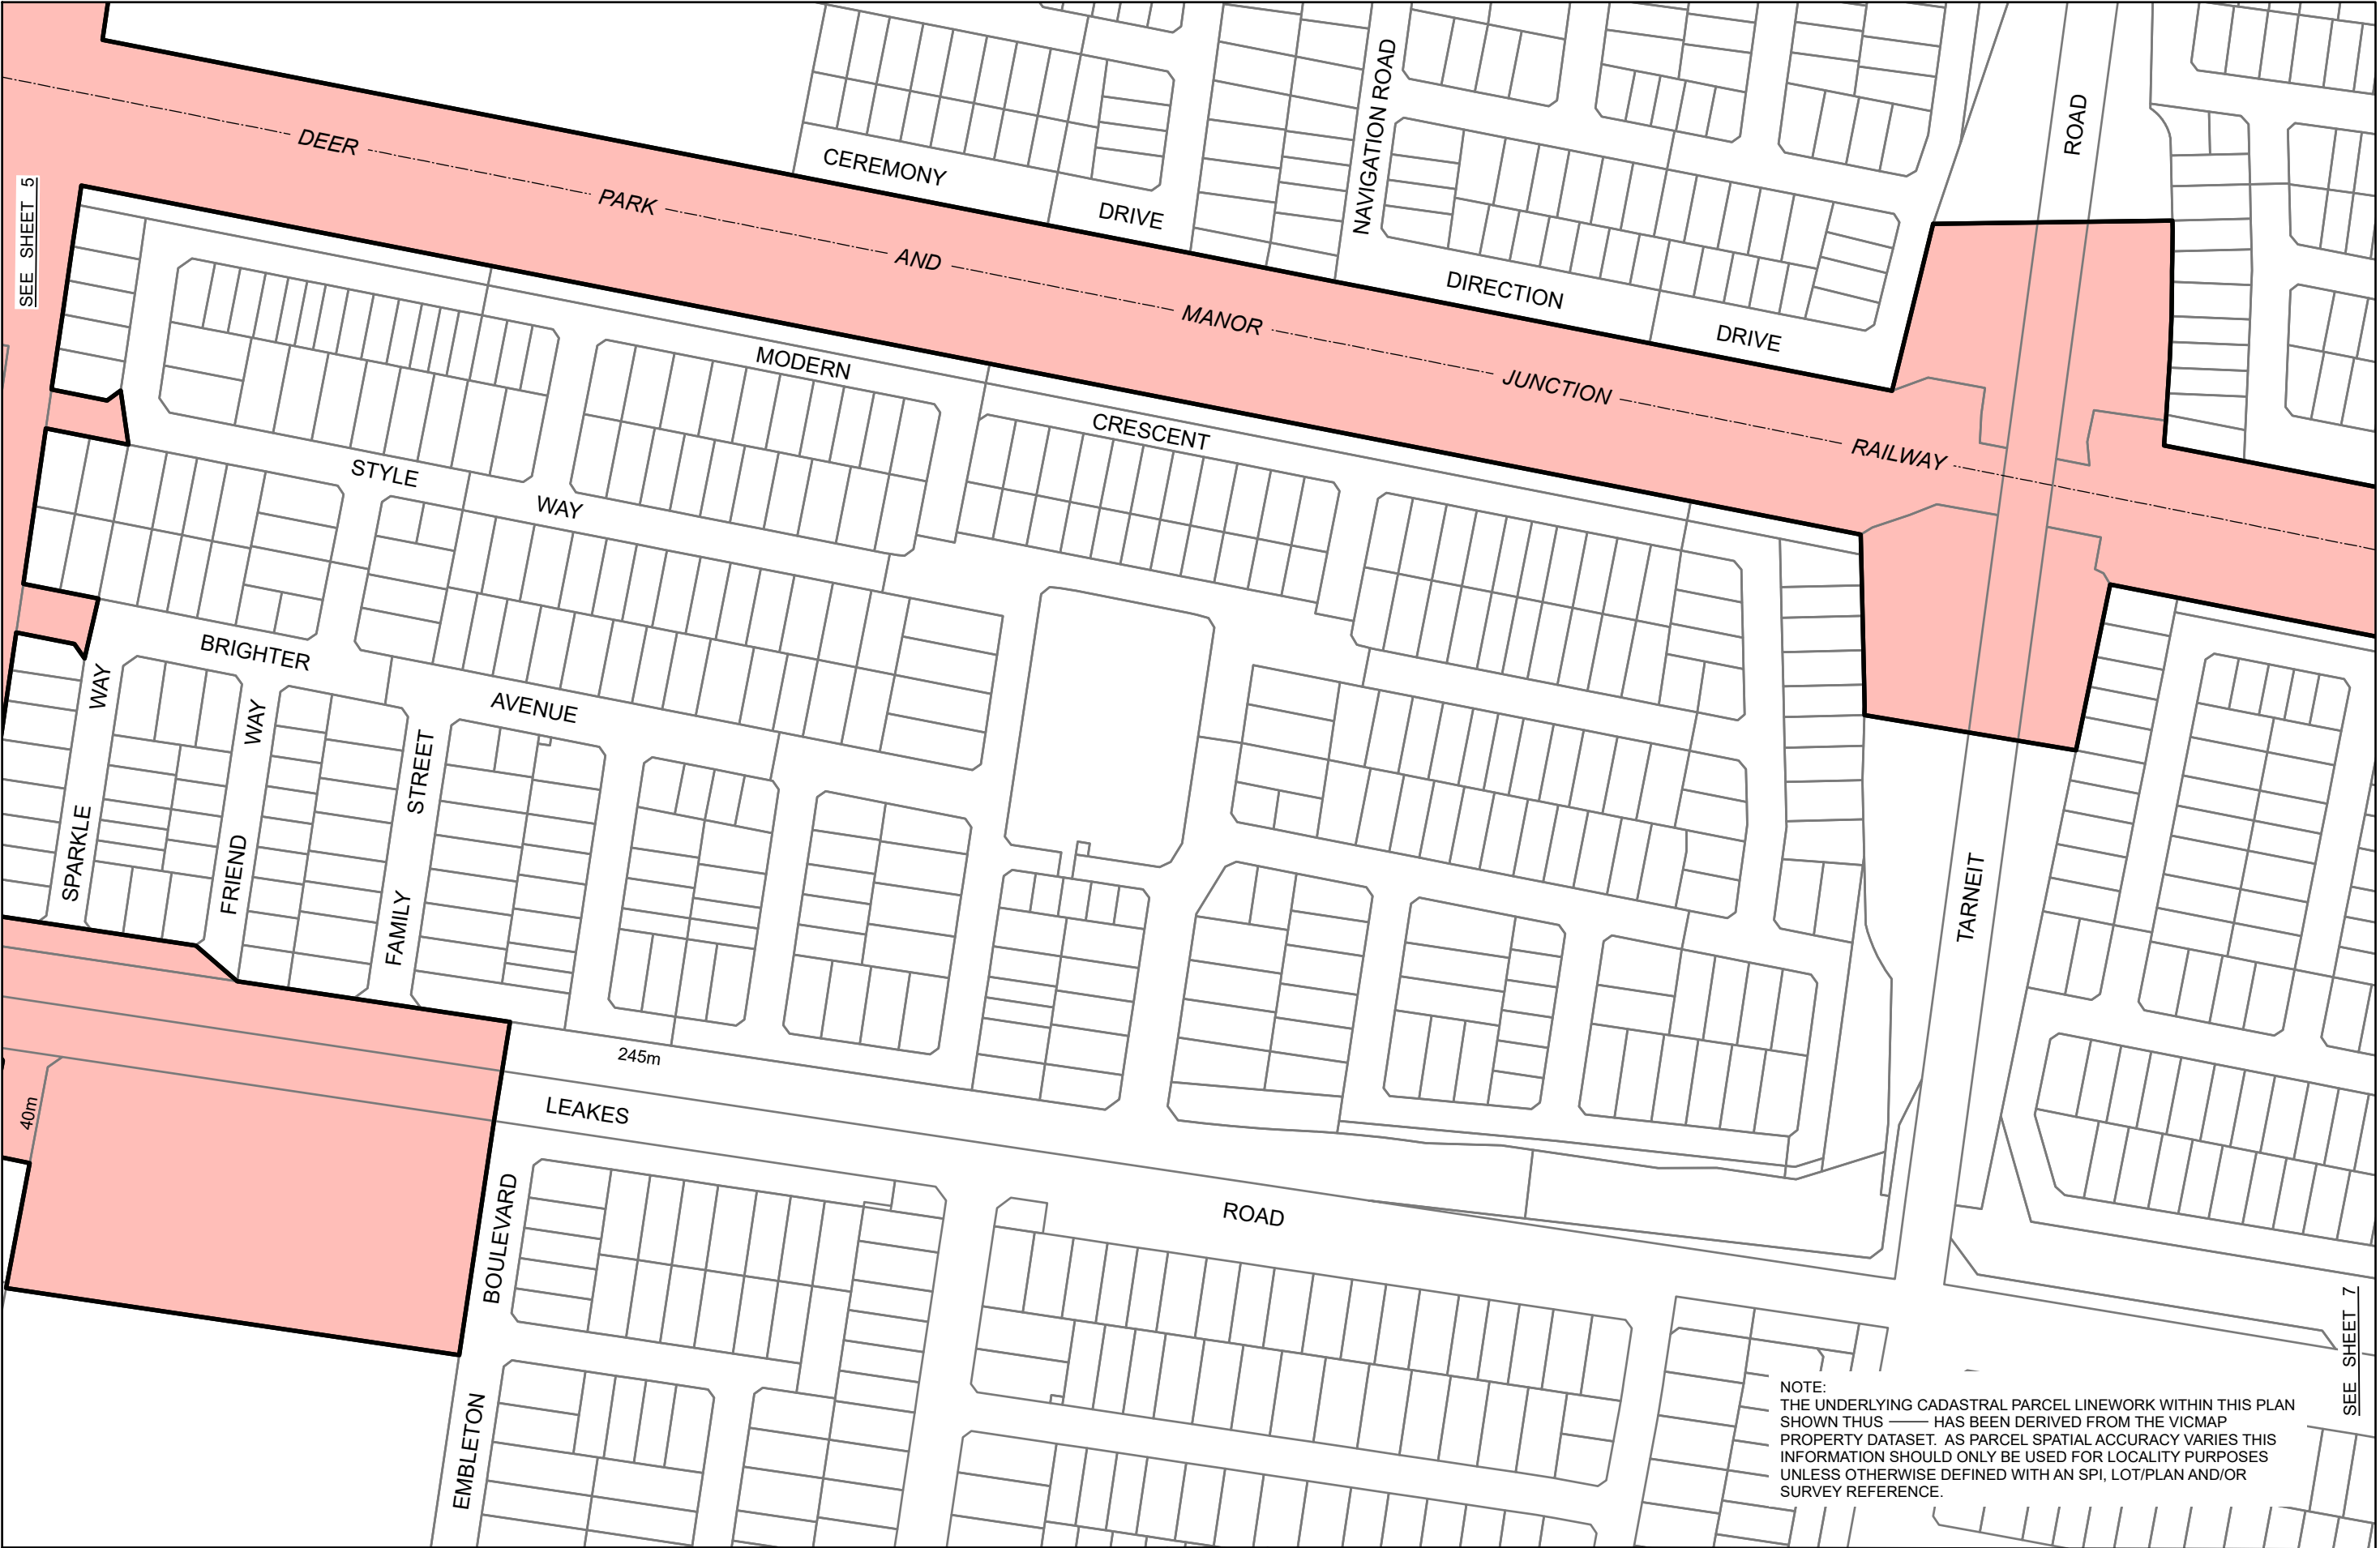 ROAD
NAVIGATION ROAD
DEER
PARK
AND
MANOR
JUNCTION
RAILWAY
CEREMONY
DRIVE
SEE SHEET 5
DIRECTION
DRIVE
MODERN
CRESCENT
STYLE
WAY
BRIGHTER
AVENUE
SPARKLE
WAY
FRIEND
WAY
FAMILY
STREET
TARNEIT
245m
40m
LEAKES
ROAD
EMBLETON
BOULEVARD
SEE SHEET 7
NOTE:
THE UNDERLYING CADASTRAL PARCEL LINEWORK WITHIN THIS PLAN
SHOWN THUS —— HAS BEEN DERIVED FROM THE VICMAP
PROPERTY DATASET. AS PARCEL SPATIAL ACCURACY VARIES THIS
INFORMATION SHOULD ONLY BE USED FOR LOCALITY PURPOSES
UNLESS OTHERWISE DEFINED WITH AN SPI, LOT/PLAN AND/OR
SURVEY REFERENCE.